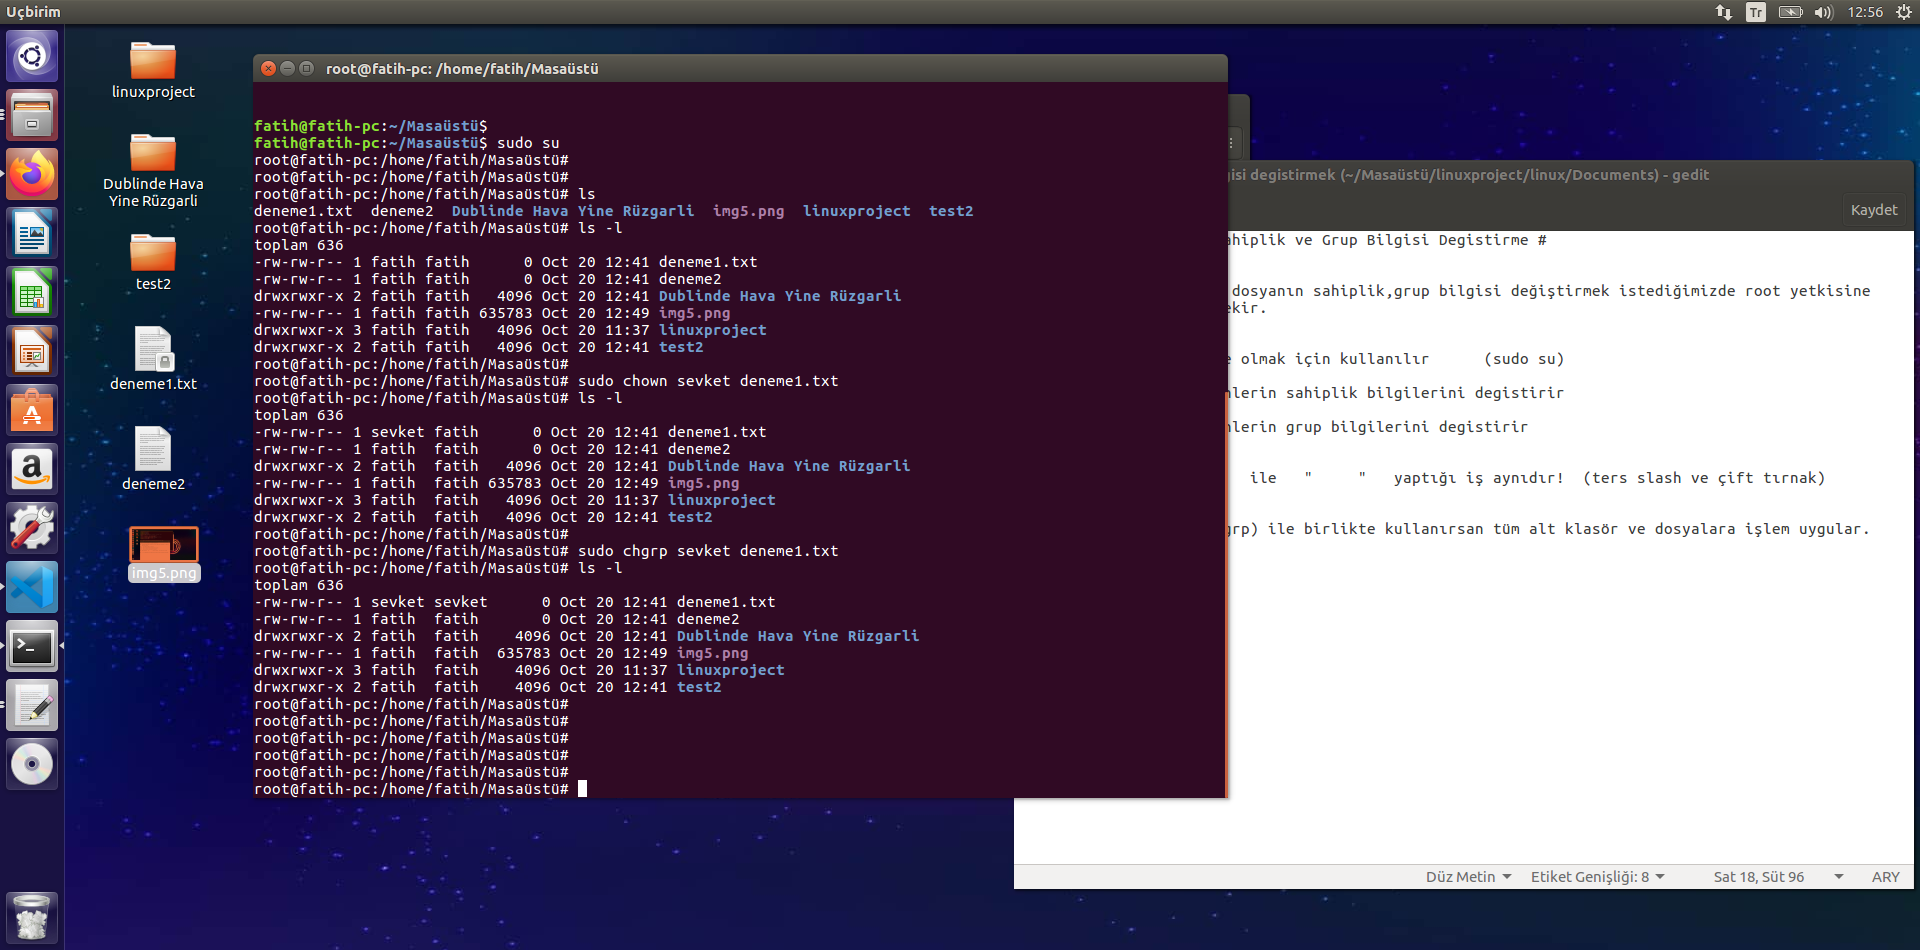 Uçbirim
Tr
12:56
linuxproject
Dublinde Hava
Yine Rüzgarli
test2
deneme1.txt
deneme2
img5.png
root@fatih-pc: /home/fatih/Masaüstü
fatih@fatih-pc:~/Masaüstü$
fatih@fatih-pc:~/Masaüstü$ sudo su
root@fatih-pc:/home/fatih/Masaüstü#
root@fatih-pc:/home/fatih/Masaüstü#
root@fatih-pc:/home/fatih/Masaüstü# ls
deneme1.txt  deneme2  Dublinde Hava Yine Rüzgarli  img5.png  linuxproject  test2
root@fatih-pc:/home/fatih/Masaüstü# ls -l
toplam 636
-rw-rw-r-- 1 fatih fatih      0 Oct 20 12:41 deneme1.txt
-rw-rw-r-- 1 fatih fatih      0 Oct 20 12:41 deneme2
drwxrwxr-x 2 fatih fatih   4096 Oct 20 12:41 Dublinde Hava Yine Rüzgarli
-rw-rw-r-- 1 fatih fatih 635783 Oct 20 12:49 img5.png
drwxrwxr-x 3 fatih fatih   4096 Oct 20 11:37 linuxproject
drwxrwxr-x 2 fatih fatih   4096 Oct 20 12:41 test2
root@fatih-pc:/home/fatih/Masaüstü#
root@fatih-pc:/home/fatih/Masaüstü# sudo chown sevket deneme1.txt
root@fatih-pc:/home/fatih/Masaüstü# ls -l
toplam 636
-rw-rw-r-- 1 sevket fatih      0 Oct 20 12:41 deneme1.txt
-rw-rw-r-- 1 fatih  fatih      0 Oct 20 12:41 deneme2
drwxrwxr-x 2 fatih  fatih   4096 Oct 20 12:41 Dublinde Hava Yine Rüzgarli
-rw-rw-r-- 1 fatih  fatih 635783 Oct 20 12:49 img5.png
drwxrwxr-x 3 fatih  fatih   4096 Oct 20 11:37 linuxproject
drwxrwxr-x 2 fatih  fatih   4096 Oct 20 12:41 test2
root@fatih-pc:/home/fatih/Masaüstü#
root@fatih-pc:/home/fatih/Masaüstü# sudo chgrp sevket deneme1.txt
root@fatih-pc:/home/fatih/Masaüstü# ls -l
toplam 636
-rw-rw-r-- 1 sevket sevket      0 Oct 20 12:41 deneme1.txt
-rw-rw-r-- 1 fatih  fatih       0 Oct 20 12:41 deneme2
drwxrwxr-x 2 fatih  fatih    4096 Oct 20 12:41 Dublinde Hava Yine Rüzgarli
-rw-rw-r-- 1 fatih  fatih  635783 Oct 20 12:49 img5.png
drwxrwxr-x 3 fatih  fatih    4096 Oct 20 11:37 linuxproject
drwxrwxr-x 2 fatih  fatih    4096 Oct 20 12:41 test2
root@fatih-pc:/home/fatih/Masaüstü#
root@fatih-pc:/home/fatih/Masaüstü#
root@fatih-pc:/home/fatih/Masaüstü#
root@fatih-pc:/home/fatih/Masaüstü#
root@fatih-pc:/home/fatih/Masaüstü#
root@fatih-pc:/home/fatih/Masaüstü#
degistirmek (~/Masaüstü/linuxproject/linux/Documents) - gedit
Kaydet
ve Grup Bilgisi Degistirme #
dosyanın sahiplik,grup bilgisi değiştirmek istediğimizde root yetkisine
olmak için kullanılır      (sudo su)
sahiplik bilgilerini degistirir
grup bilgilerini degistirir
ile   "     "   yaptığı iş aynıdır!  (ters slash ve çift tırnak)
ile birlikte kullanırsan tüm alt klasör ve dosyalara işlem uygular.
Düz Metin
Etiket Genişliği: 8
Sat 18, Süt 96
ARY